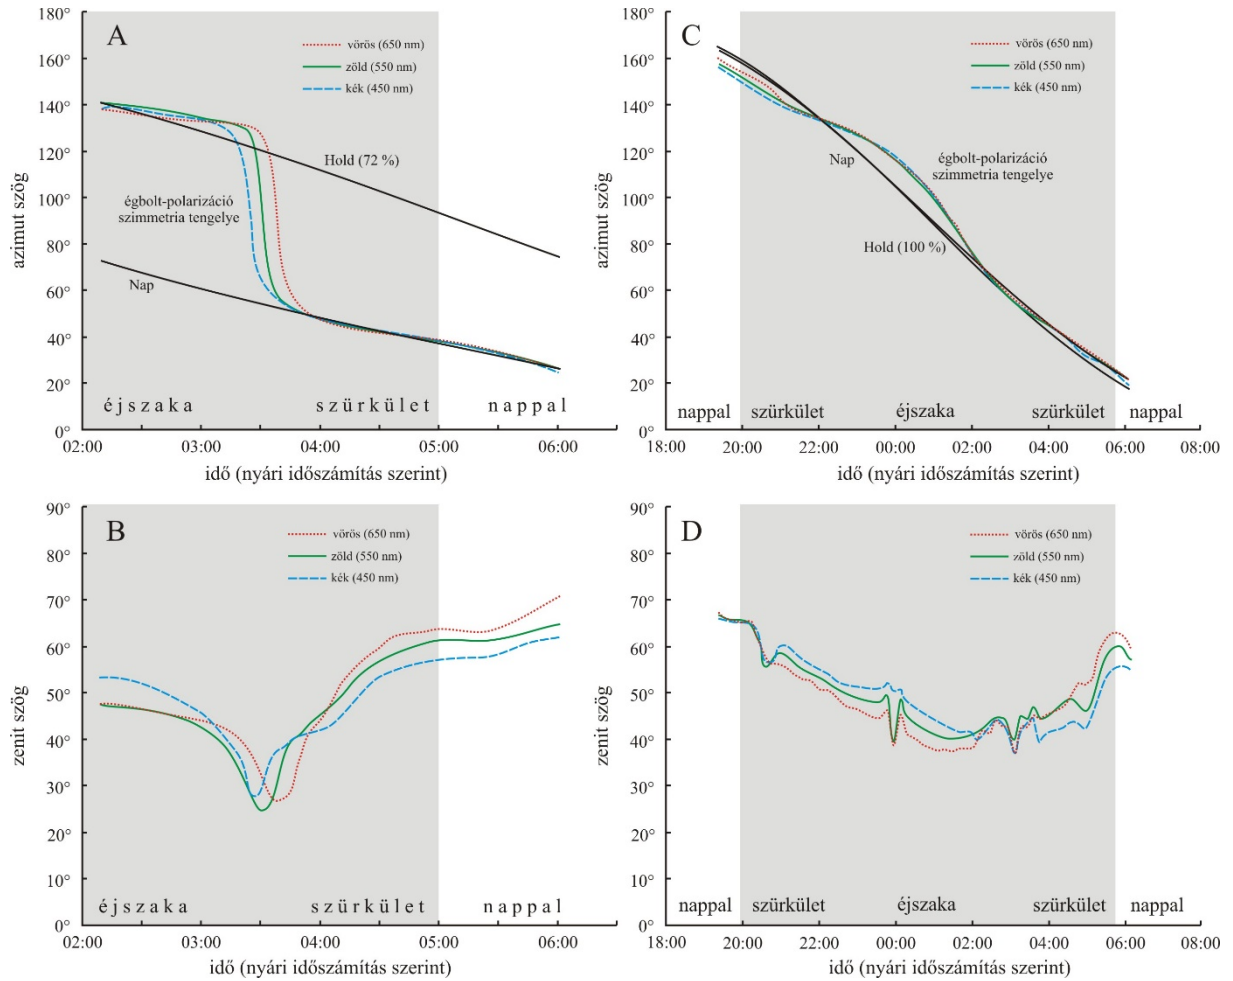 A
180°
160°
140°
120°
100°
80°
60°
40°
20°
0°
azimut szög
vörös (650 nm)
zöld (550 nm)
kék (450 nm)
Hold (72 %)
égbolt-polarizáció
szimmetria tengelye
Nap
éjszaka szürkület nappal
02:00 03:00 04:00 05:00 06:00
idő (nyári időszámítás szerint)
C
180°
160°
140°
120°
100°
80°
60°
40°
20°
0°
azimut szög
vörös (650 nm)
zöld (550 nm)
kék (450 nm)
Nap
égbolt-polarizáció
szimmetria tengelye
Hold (100 %)
nappal szürkület éjszaka szürkület nappal
18:00 20:00 22:00 00:00 02:00 04:00 06:00 08:00
idő (nyári időszámítás szerint)
B
90°
80°
70°
60°
50°
40°
30°
20°
10°
0°
zenit szög
vörös (650 nm)
zöld (550 nm)
kék (450 nm)
éjszaka szürkület nappal
02:00 03:00 04:00 05:00 06:00
idő (nyári időszámítás szerint)
D
90°
80°
70°
60°
50°
40°
30°
20°
10°
0°
zenit szög
vörös (650 nm)
zöld (550 nm)
kék (450 nm)
nappal szürkület éjszaka szürkület nappal
18:00 20:00 22:00 00:00 02:00 04:00 06:00 08:00
idő (nyári időszámítás szerint)